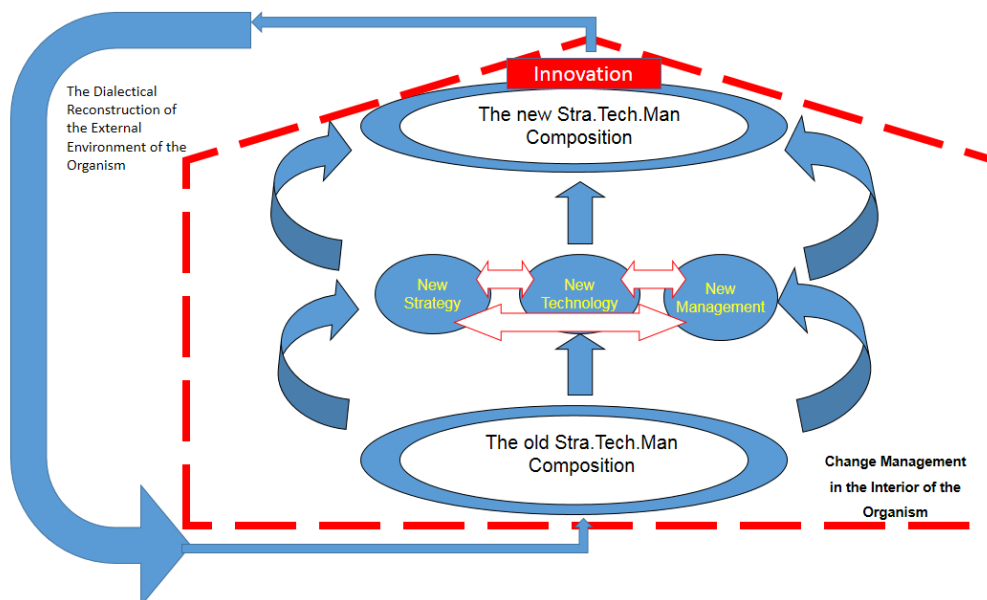 Innovation
The new Stra.Tech.Man
Composition
The Dialectical
Reconstruction of
the External
Environment of the
Organism
New
Strategy
New
Technology
New
Management
The old Stra.Tech.Man
Composition
Change Management
in the Interior of the
Organism